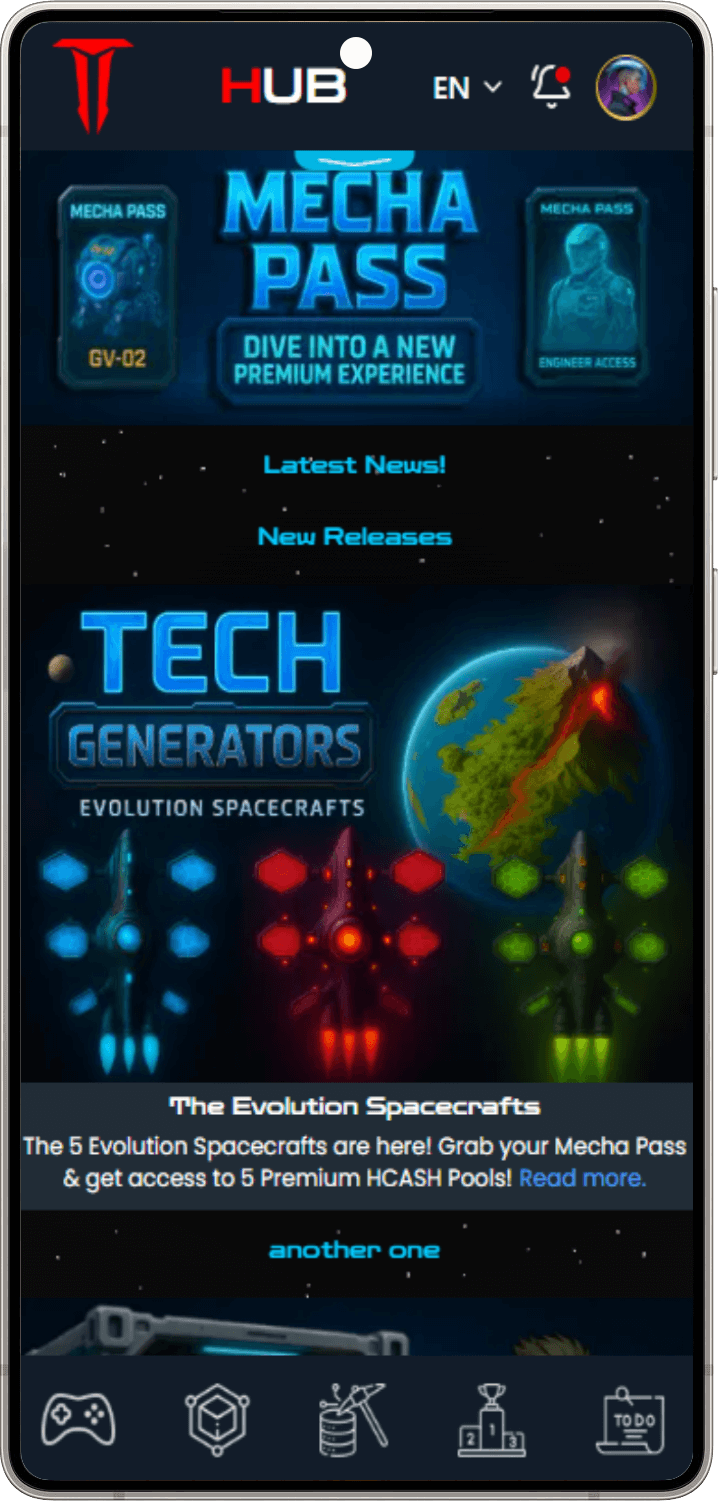 HUB
EN
MECHA PASS
GV-02
MECHA
PASS
DIVE INTO A NEW
PREMIUM EXPERIENCE
MECHA PASS
ENGINEER ACCESS
Latest News!
New Releases
TECH
GENERATORS
EVOLUTION SPACECRAFTS
The Evolution Spacecrafts
The 5 Evolution Spacecrafts are here! Grab your Mecha Pass
& get access to 5 Premium HCASH Pools! Read more.
another one
2 1 3
TO DO